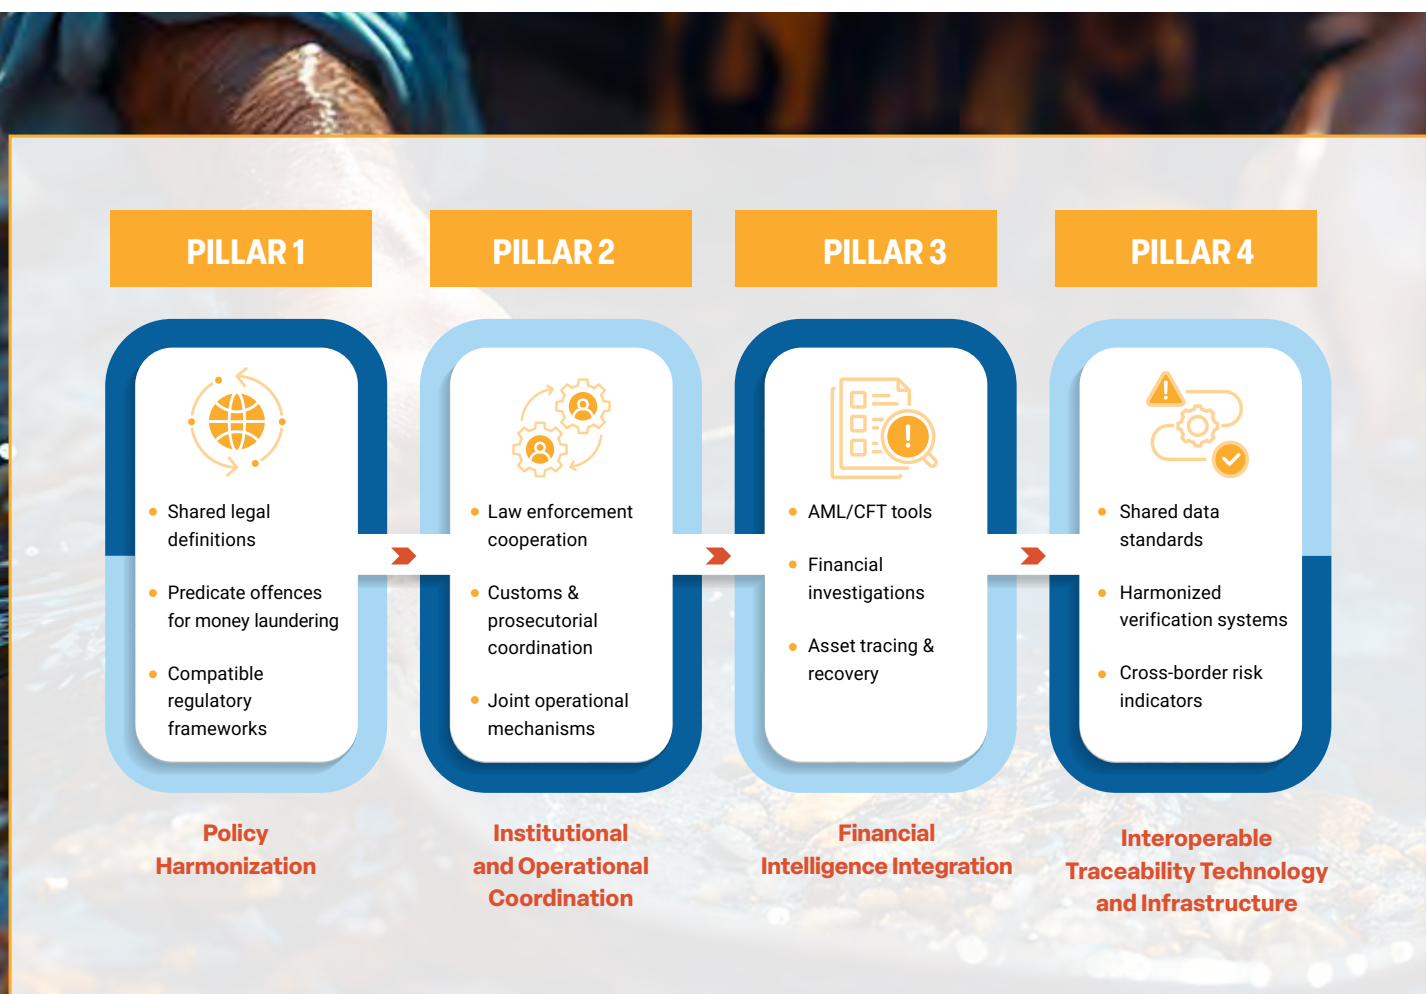 PILLAR 1
Shared legal
definitions
Predicate offences
for money laundering
Compatible
regulatory
frameworks
Policy
Harmonization
PILLAR 2
Law enforcement
cooperation
Customs &
prosecutorial
coordination
Joint operational
mechanisms
Institutional
and Operational
Coordination
PILLAR 3
AML/CFT tools
Financial
investigations
Asset tracing &
recovery
Financial
Intelligence Integration
PILLAR 4
Shared data
standards
Harmonized
verification systems
Cross-border risk
indicators
Interoperable
Traceability Technology
and Infrastructure